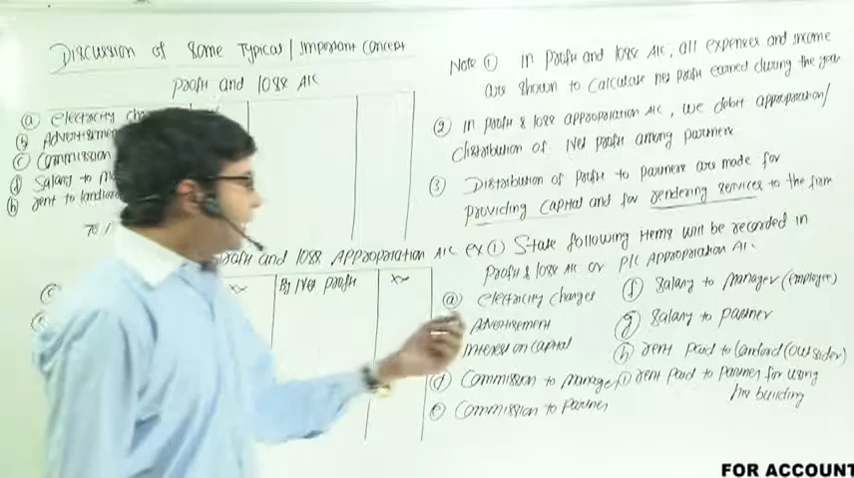 Discussion of Some Typical / Important Concept
Profit and loss A/C
(a) electricity
(b) Advertisement
(c) Commission
(f) Salary to
(h) rent to landlord
and loss Appropriation A/C
By Net profit
Note (1) In profit and loss A/C, all expenses and income
are shown to calculate net profit earned during the year
(2) In profit & loss appropriation A/C, we debit appropriation/
distribution of Net profit among partners
(3) Distribution of profit to partners are made for
providing capital and for rendering services to the firm
ex (1) State following items will be recorded in
profit & loss A/C or P/L Appropriation A/C
(a) electricity charges
Advertisement
Interest on capital
(d) Commission to manager
(e) Commission to partner
(f) Salary to manager (employee)
(g) Salary to partner
(h) rent paid to landlord (outsider)
(i) rent paid to partner for using
his building
FOR ACCOUNT